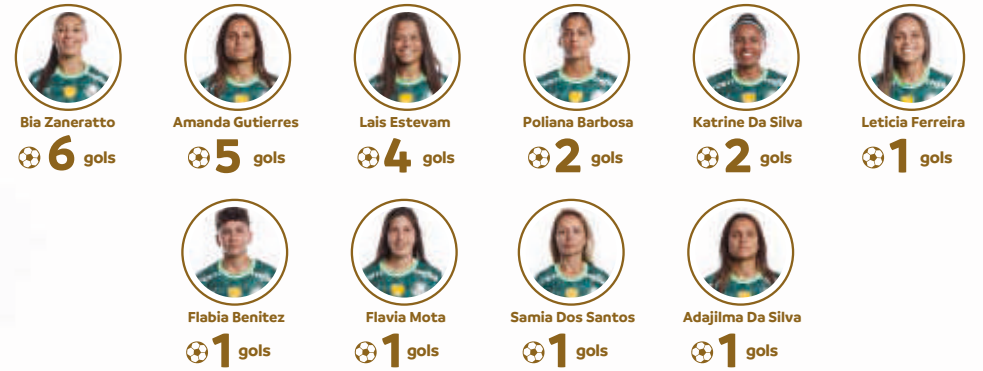 Bia Zaneratto
6 gols
Amanda Gutierres
5 gols
Lais Estevam
4 gols
Poliana Barbosa
2 gols
Katrine Da Silva
2 gols
Leticia Ferreira
1 gols
Flabia Benitez
1 gols
Flavia Mota
1 gols
Samia Dos Santos
1 gols
Adajilma Da Silva
1 gols